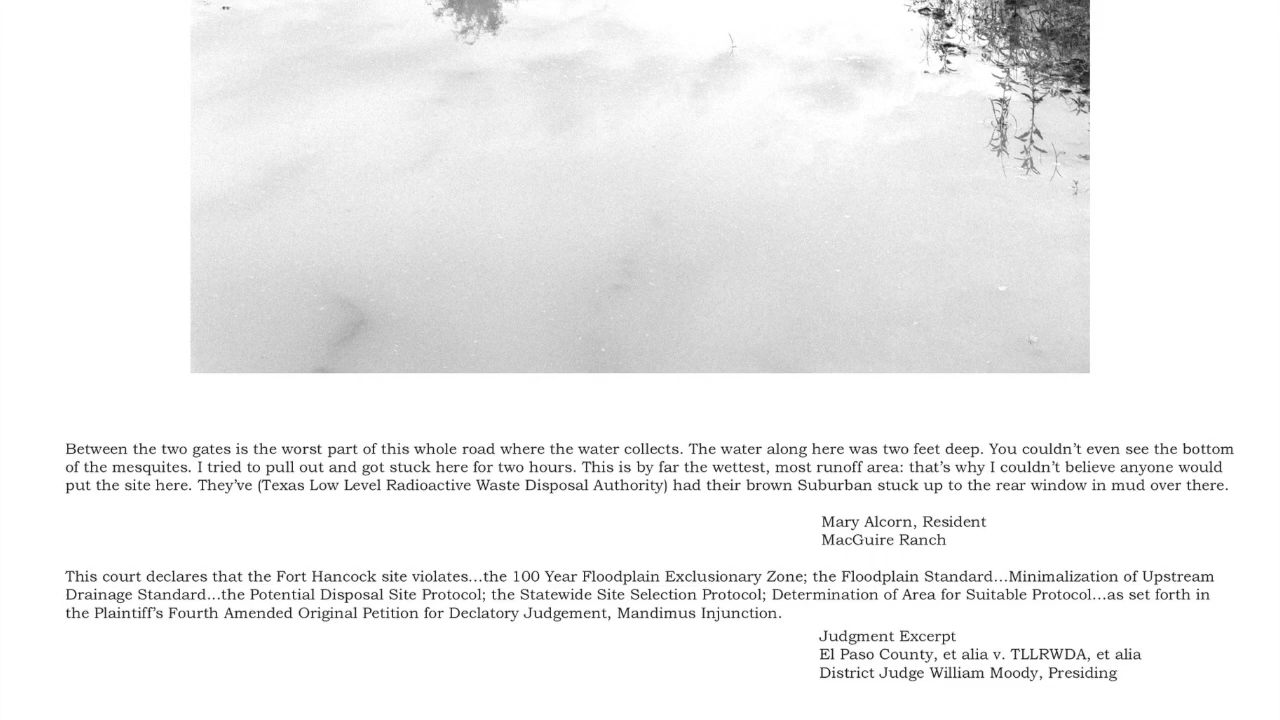 Between the two gates is the worst part of this whole road where the water collects. The water along here was two feet deep. You couldn't even see the bottom
of the mesquites. I tried to pull out and got stuck here for two hours. This is by far the wettest, most runoff area: that's why I couldn't believe anyone would
put the site here. They've (Texas Low Level Radioactive Waste Disposal Authority) had their brown Suburban stuck up to the rear window in mud over there.
Mary Alcorn, Resident
MacGuire Ranch
This court declares that the Fort Hancock site violates...the 100 Year Floodplain Exclusionary Zone; the Floodplain Standard...Minimalization of Upstream
Drainage Standard...the Potential Disposal Site Protocol; the Statewide Site Selection Protocol; Determination of Area for Suitable Protocol...as set forth in
the Plaintiff's Fourth Amended Original Petition for Declatory Judgement, Mandimus Injunction.
Judgment Excerpt
El Paso County, et alia v. TLLRWDA, et alia
District Judge William Moody, Presiding